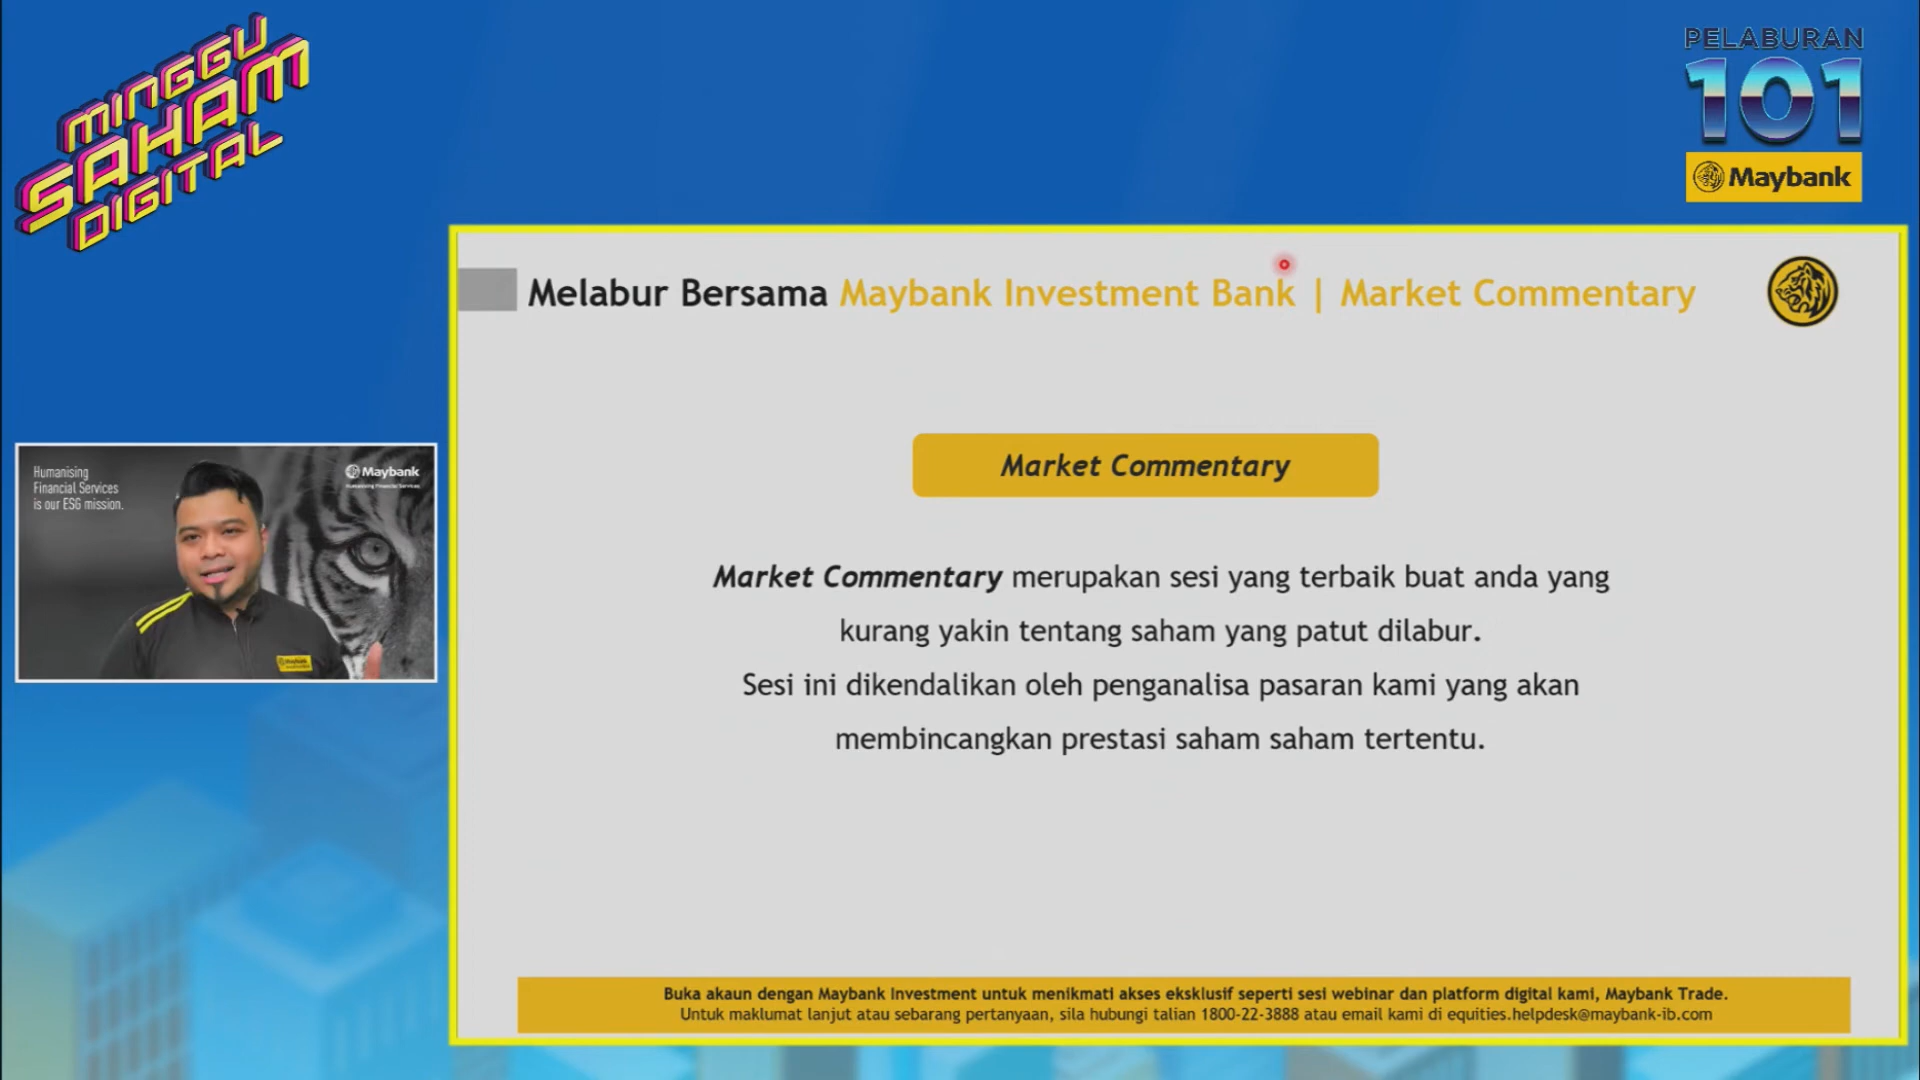 MINGGU
SAHAM
DIGITAL
PELABURAN
101
Maybank
Melabur Bersama Maybank Investment Bank | Market Commentary
Humanising
Financial Services
is our ESG mission.
Maybank
Humanising Financial Services
Market Commentary
Market Commentary merupakan sesi yang terbaik buat anda yang
kurang yakin tentang saham yang patut dilabur.
Sesi ini dikendalikan oleh penganalisa pasaran kami yang akan
membincangkan prestasi saham saham tertentu.
Buka akaun dengan Maybank Investment untuk menikmati akses eksklusif seperti sesi webinar dan platform digital kami, Maybank Trade.
Untuk maklumat lanjut atau sebarang pertanyaan, sila hubungi talian 1800-22-3888 atau email kami di equities.helpdesk@maybank-ib.com